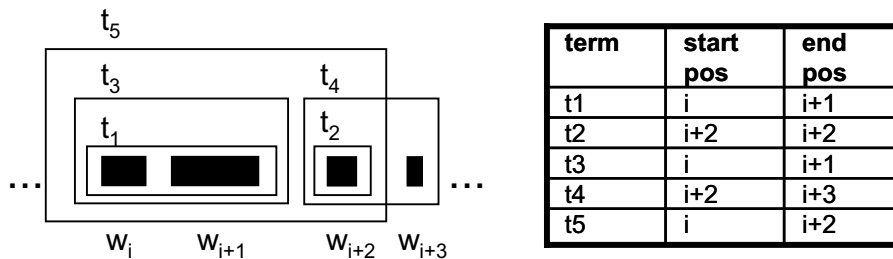 t5
t3 t4
t1 t2
... ...
wi wi+1 wi+2 wi+3
term start pos end pos
t1 i i+1
t2 i+2 i+2
t3 i i+1
t4 i+2 i+3
t5 i i+2